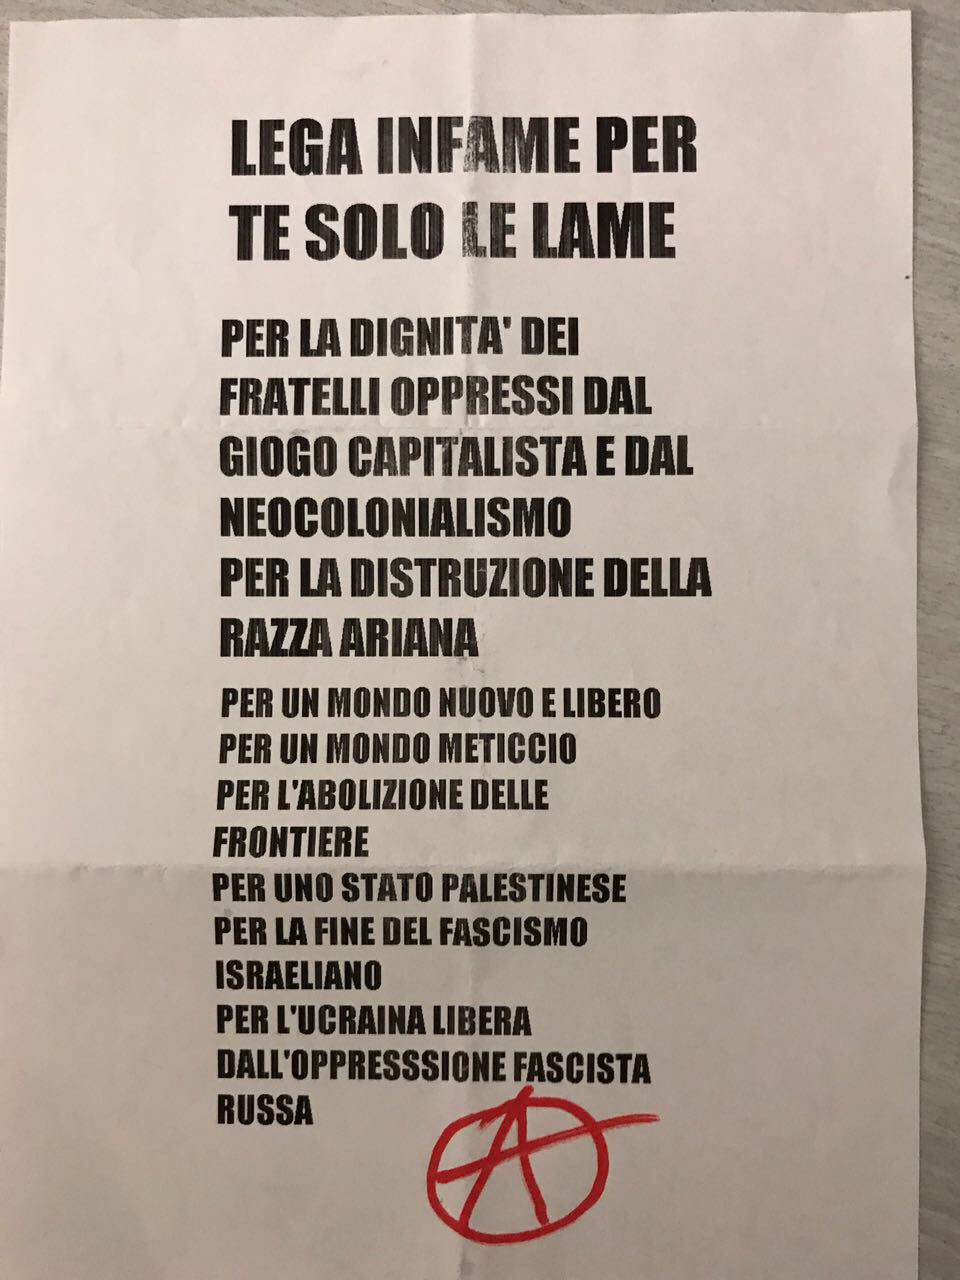 LEGA INFAME PER
TE SOLO LE LAME
PER LA DIGNITA' DEI
FRATELLI OPPRESSI DAL
GIOGO CAPITALISTA E DAL
NEOCOLONIALISMO
PER LA DISTRUZIONE DELLA
RAZZA ARIANA
PER UN MONDO NUOVO E LIBERO
PER UN MONDO METICCIO
PER L'ABOLIZIONE DELLE
FRONTIERE
PER UNO STATO PALESTINESE
PER LA FINE DEL FASCISMO
ISRAELIANO
PER L'UCRAINA LIBERA
DALL'OPPRESSSIONE FASCISTA
RUSSA
A